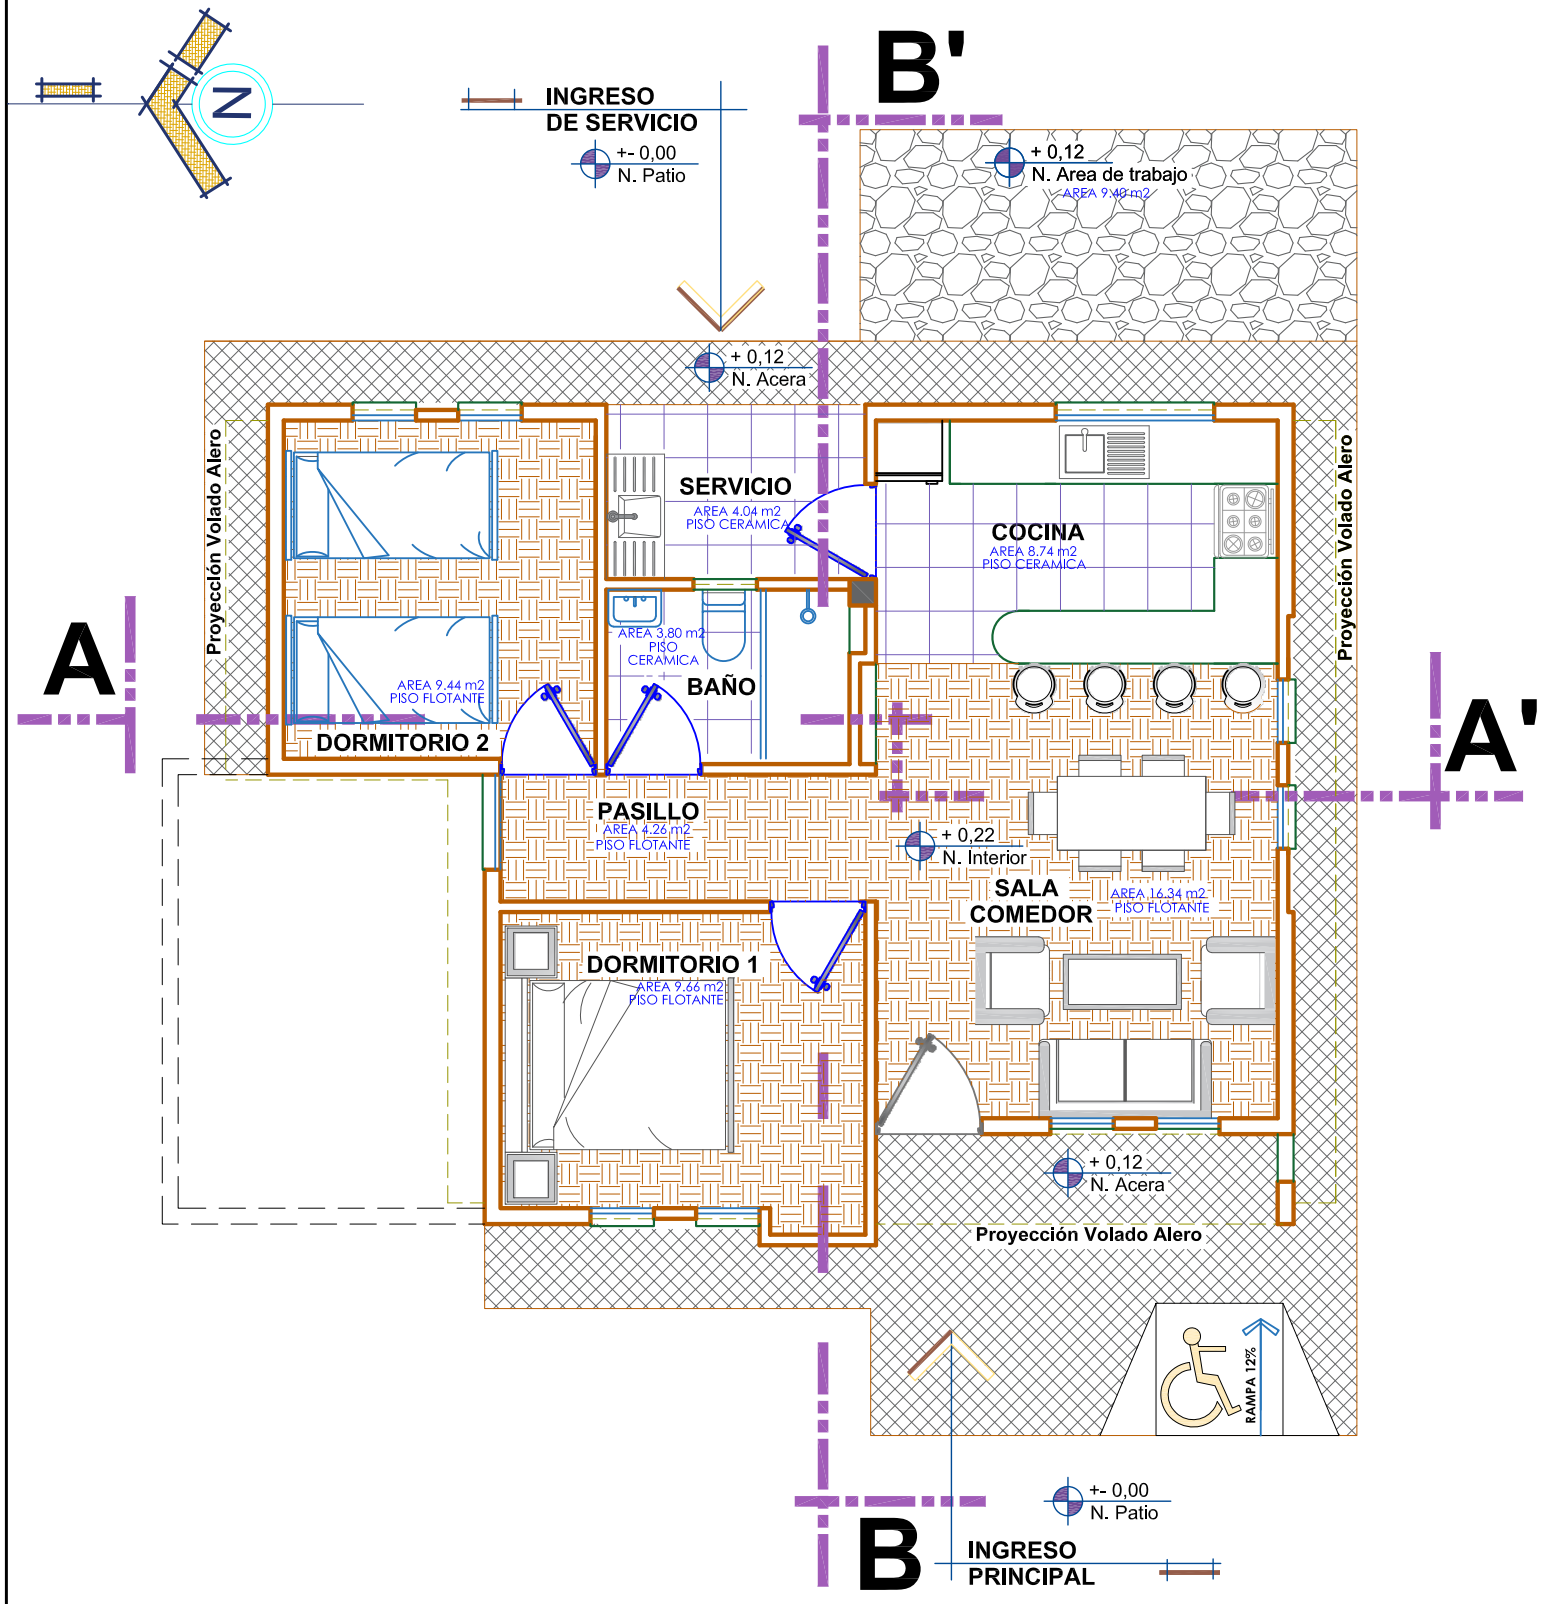 B'
N
INGRESO
DE SERVICIO
+- 0,00
N. Patio
+ 0,12
N. Area de trabajo
AREA 9.40 m2
+ 0,12
N. Acera
Proyección Volado Alero
SERVICIO
AREA 4.04 m2
PISO CERAMICA
COCINA
AREA 8.74 m2
PISO CERAMICA
Proyección Volado Alero
A
AREA 3.80 m2
PISO
CERAMICA
BAÑO
AREA 9.44 m2
PISO FLOTANTE
DORMITORIO 2
A'
PASILLO
AREA 4.26 m2
PISO FLOTANTE
+ 0,22
N. Interior
SALA
COMEDOR
AREA 16.34 m2
PISO FLOTANTE
DORMITORIO 1
AREA 9.66 m2
PISO FLOTANTE
+ 0,12
N. Acera
Proyección Volado Alero
RAMPA 12%
+- 0,00
N. Patio
B
INGRESO
PRINCIPAL